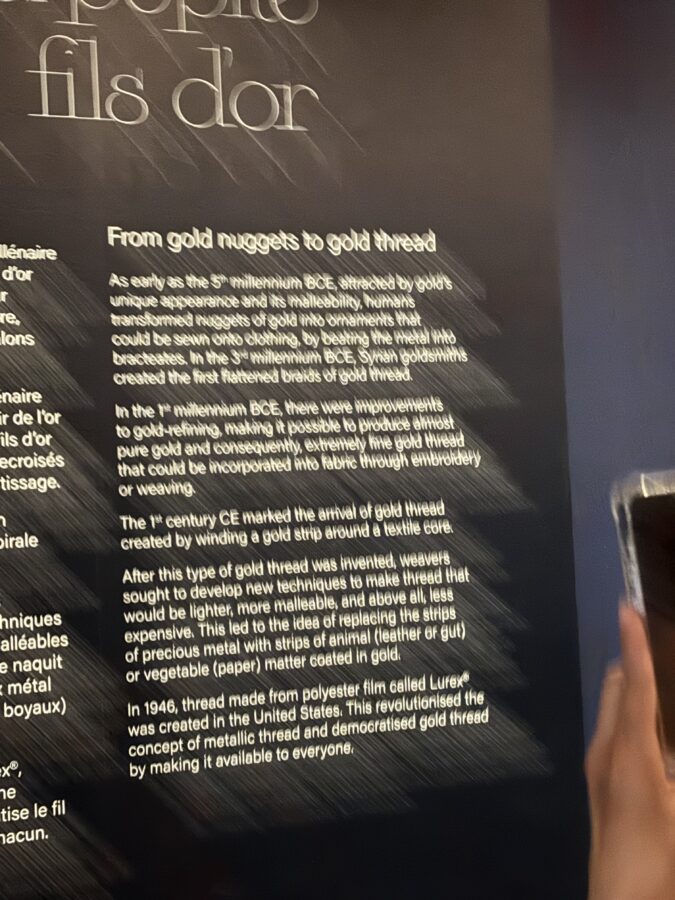 pépite
fils d'or
llénaire
d'or
r
re,
lons
énaire
ir de l'or
ils d'or
ecroisés
tissage.
n
pirale
hniques
alléables
e naquit
x métal
boyaux)
ex®,
ne
tise le fil
hacun.
From gold nuggets to gold thread
As early as the 5th millennium BCE, attracted by gold's
unique appearance and its malleability, humans
transformed nuggets of gold into ornaments that
could be sewn onto clothing, by beating the metal into
bracteates. In the 3rd millennium BCE, Syrian goldsmiths
created the first flattened braids of gold thread.
In the 1st millennium BCE, there were improvements
to gold-refining, making it possible to produce almost
pure gold and consequently, extremely fine gold thread
that could be incorporated into fabric through embroidery
or weaving.
The 1st century CE marked the arrival of gold thread
created by winding a gold strip around a textile core.
After this type of gold thread was invented, weavers
sought to develop new techniques to make thread that
would be lighter, more malleable, and above all, less
expensive. This led to the idea of replacing the strips
of precious metal with strips of animal (leather or gut)
or vegetable (paper) matter coated in gold.
In 1946, thread made from polyester film called Lurex®
was created in the United States. This revolutionised the
concept of metallic thread and democratised gold thread
by making it available to everyone.